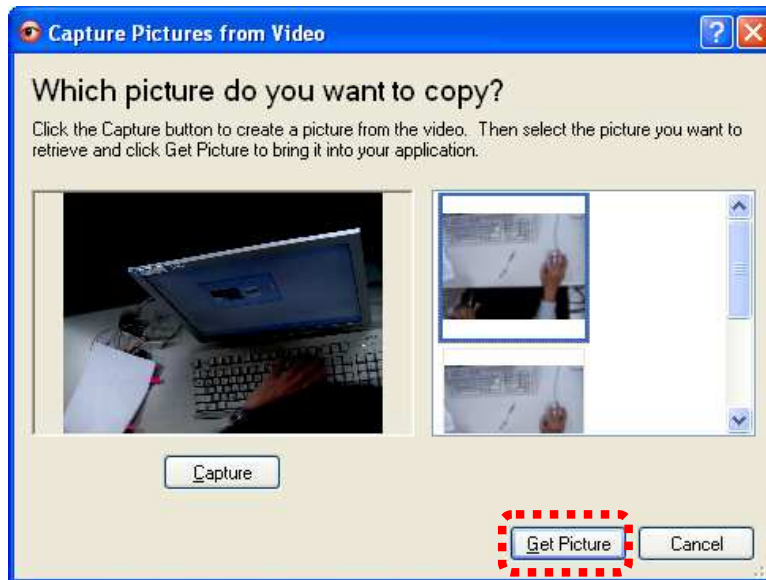 Capture Pictures from Video
Which picture do you want to copy?
Click the Capture button to create a picture from the video. Then select the picture you want to
retrieve and click Get Picture to bring it into your application.
Capture
Get Picture
Cancel